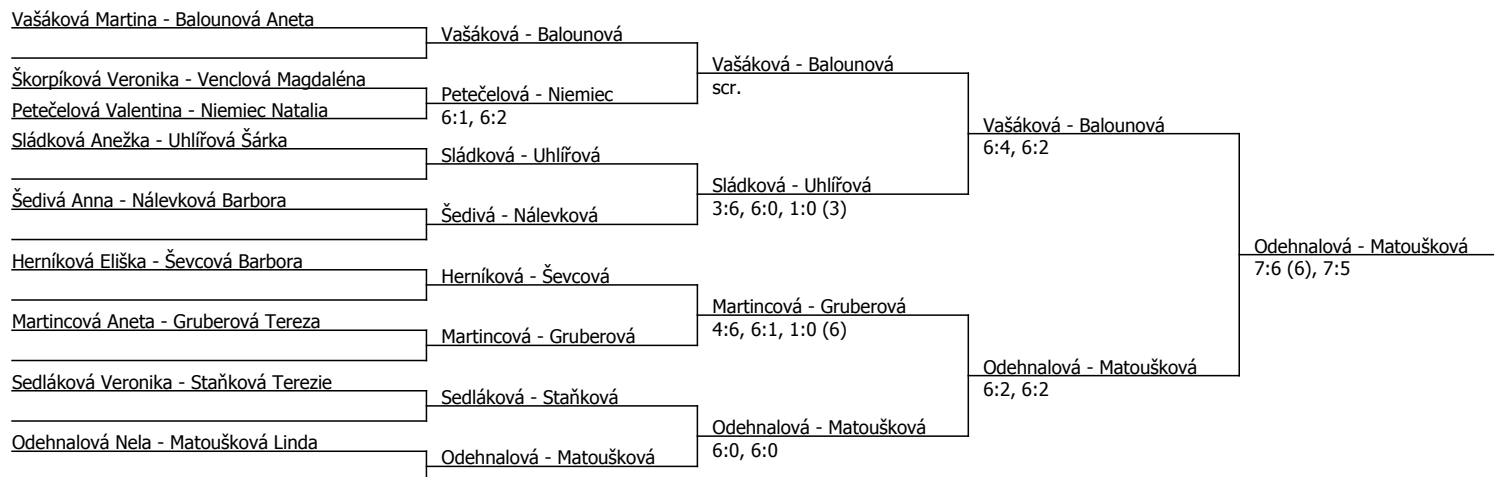 Vašáková Martina - Balounová Aneta
Vašáková - Balounová
Škorpíková Veronika - Venclová Magdaléna
Vašáková - Balounová
scr.
Petečelová Valentina - Niemiec Natalia
Petečelová - Niemiec
6:1, 6:2
Sládková Anežka - Uhlířová Šárka
Vašáková - Balounová
6:4, 6:2
Sládková - Uhlířová
Šedivá Anna - Nálevková Barbora
Sládková - Uhlířová
3:6, 6:0, 1:0 (3)
Šedivá - Nálevková
Herníková Eliška - Ševcová Barbora
Odehnalová - Matoušková
7:6 (6), 7:5
Herníková - Ševcová
Martincová Aneta - Gruberová Tereza
Martincová - Gruberová
4:6, 6:1, 1:0 (6)
Martincová - Gruberová
Sedláková Veronika - Staňková Terezie
Odehnalová - Matoušková
6:2, 6:2
Sedláková - Staňková
Odehnalová Nela - Matoušková Linda
Odehnalová - Matoušková
6:0, 6:0
Odehnalová - Matoušková